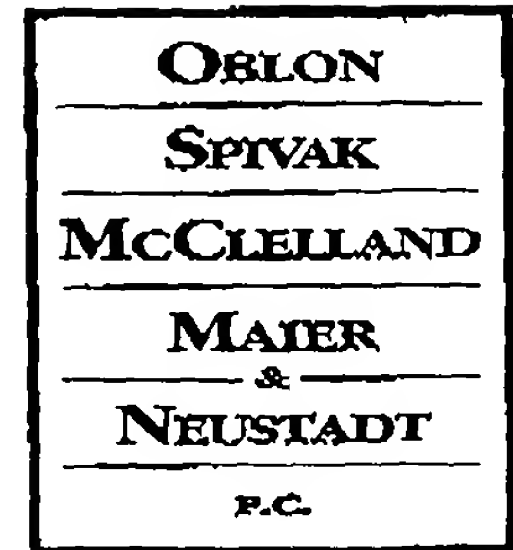 OBLON
SPIVAK
MCCLELLAND
MAIER
&
NEUSTADT
P.C.